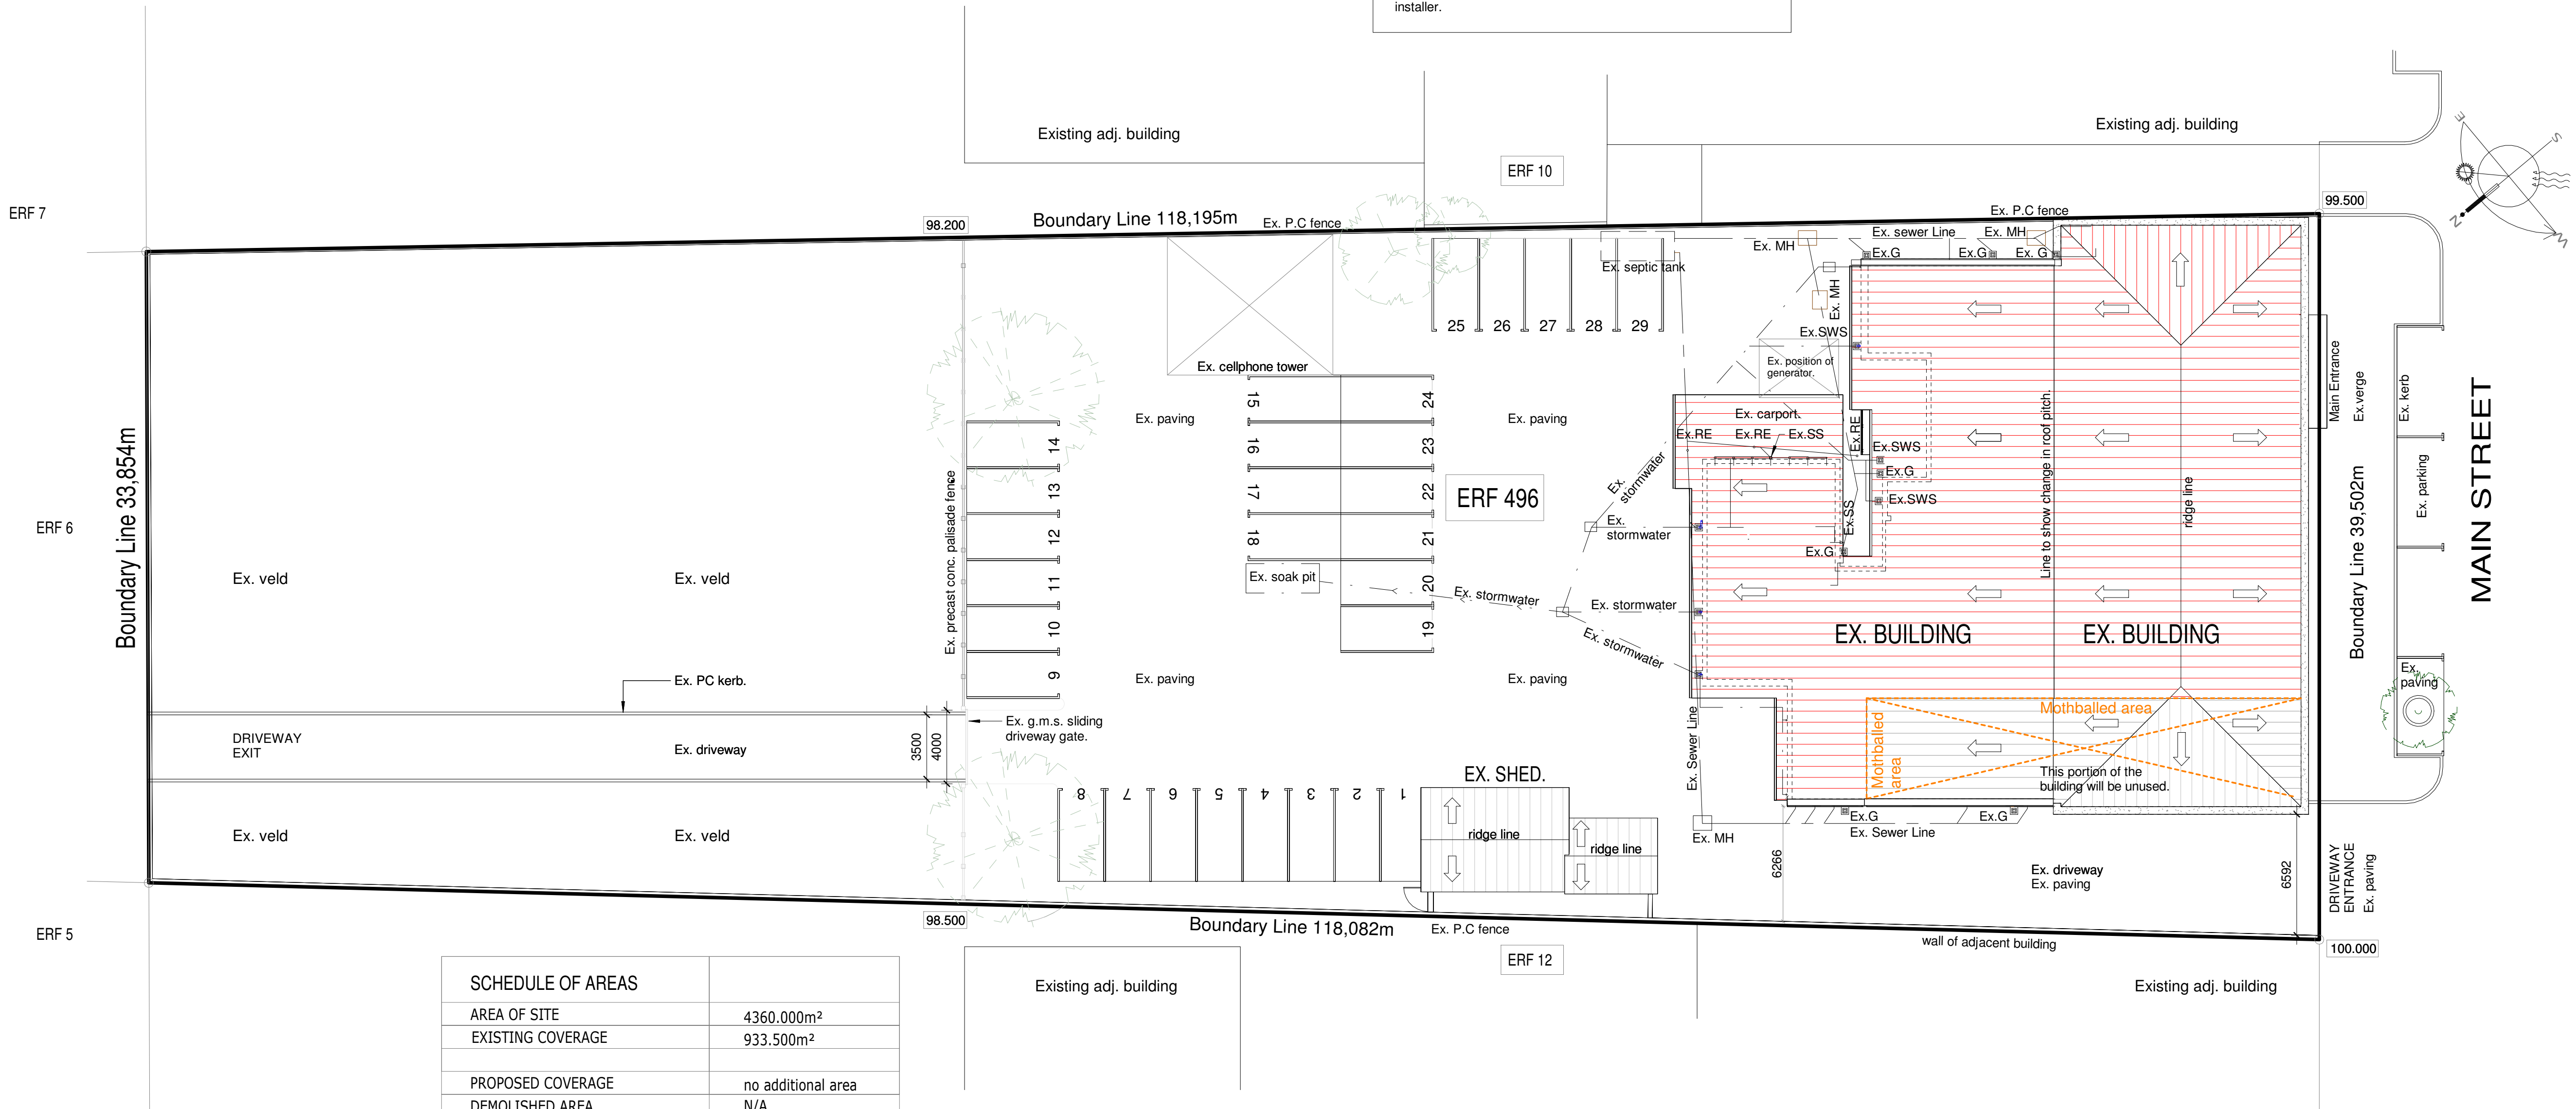 installer.
Existing adj. building
Existing adj. building
ERF 10
ERF 7
E
S
N
W
99.500
98.200
Boundary Line 118,195m
Ex. P.C fence
Ex. P.C fence
Ex. MH
Ex. sewer Line
Ex. MH
Ex.G
Ex.G
Ex. G
Ex. septic tank
Ex. MH
25
26
27
28
29
Ex.SWS
Ex. position of
generator.
Ex. cellphone tower
Ex. paving
Ex. paving
Ex. carport.
Ex.RE
Ex.RE
Ex.SS
Ex.RE
Ex.SWS
Ex.G
Ex.SWS
Ex.SS
Ex.G
15
16
17
18
24
23
22
21
20
19
14
13
12
11
10
9
ERF 496
Ex.
stormwater
Ex.
stormwater
Ex. soak pit
Ex. stormwater
Ex. stormwater
Ex. stormwater
Line to show change in roof pitch.
ridge line
EX. BUILDING
EX. BUILDING
Main Entrance
Ex.verge
Ex. kerb
Ex. parking
MAIN STREET
Boundary Line 39,502m
Ex.
paving
ERF 6
Boundary Line 33,854m
Ex. veld
Ex. veld
Ex. precast conc. palisade fence
Ex. PC kerb.
Ex. paving
Ex. paving
Ex. g.m.s. sliding
driveway gate.
DRIVEWAY
EXIT
Ex. driveway
3500
4000
Mothballed area
Mothballed
area
This portion of the
building will be unused.
EX. SHED.
ridge line
ridge line
8
7
6
5
4
3
2
1
Ex. Sewer Line
Ex. MH
Ex.G
Ex. Sewer Line
Ex.G
6266
6592
Ex. driveway
Ex. paving
DRIVEWAY
ENTRANCE
Ex. paving
Ex. veld
Ex. veld
ERF 5
98.500
Boundary Line 118,082m
Ex. P.C fence
wall of adjacent building
100.000
ERF 12
Existing adj. building
Existing adj. building
SCHEDULE OF AREAS
AREA OF SITE 4360.000m²
EXISTING COVERAGE 933.500m²
PROPOSED COVERAGE no additional area
DEMOLISHED AREA N/A